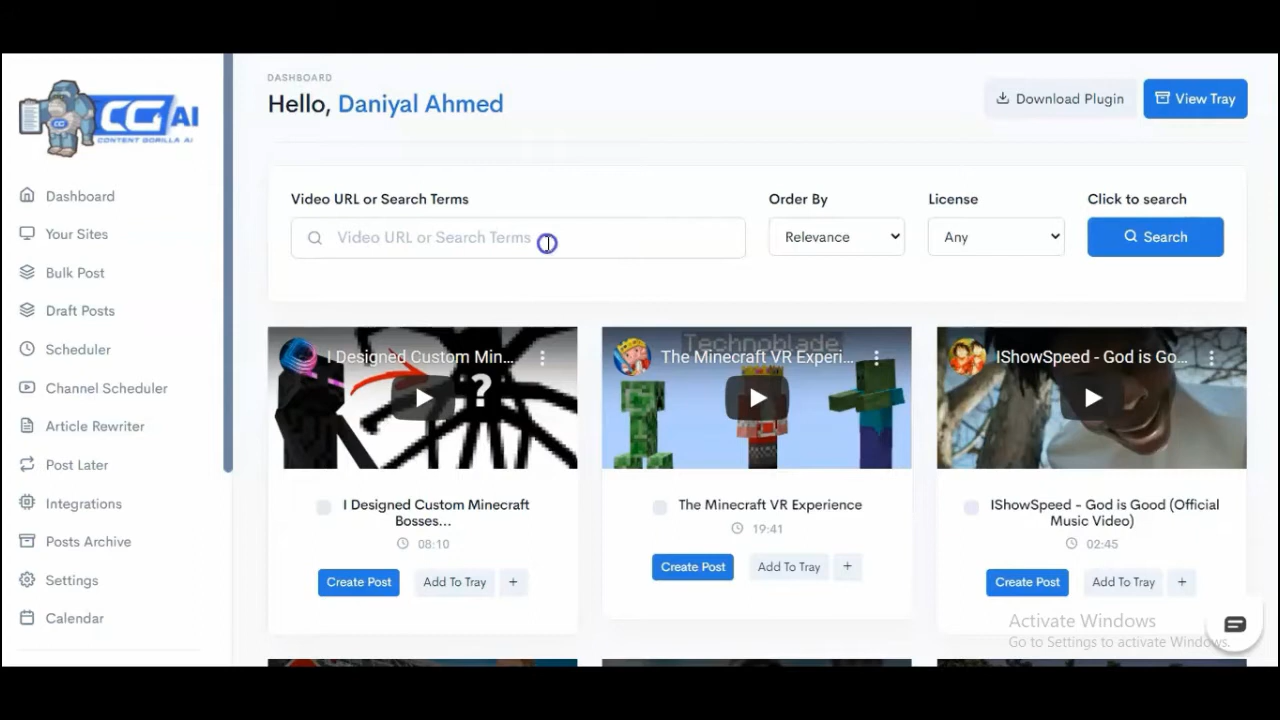 CG AI
CONTENT GORILLA AI
Dashboard
Your Sites
Bulk Post
Draft Posts
Scheduler
Channel Scheduler
Article Rewriter
Post Later
Integrations
Posts Archive
Settings
Calendar
DASHBOARD
Hello, Daniyal Ahmed
Download Plugin
View Tray
Video URL or Search Terms
Order By
License
Click to search
Video URL or Search Terms
Relevance
Any
Search
I Designed Custom Min...
?
I Designed Custom Minecraft
Bosses...
08:10
Create Post
Add To Tray
+
Technoblade
The Minecraft VR Experi...
The Minecraft VR Experience
19:41
Create Post
Add To Tray
+
IShowSpeed - God is Go...
IShowSpeed - God is Good (Official
Music Video)
02:45
Create Post
Add To Tray
+
Activate Windows
Go to Settings to activate Windows.